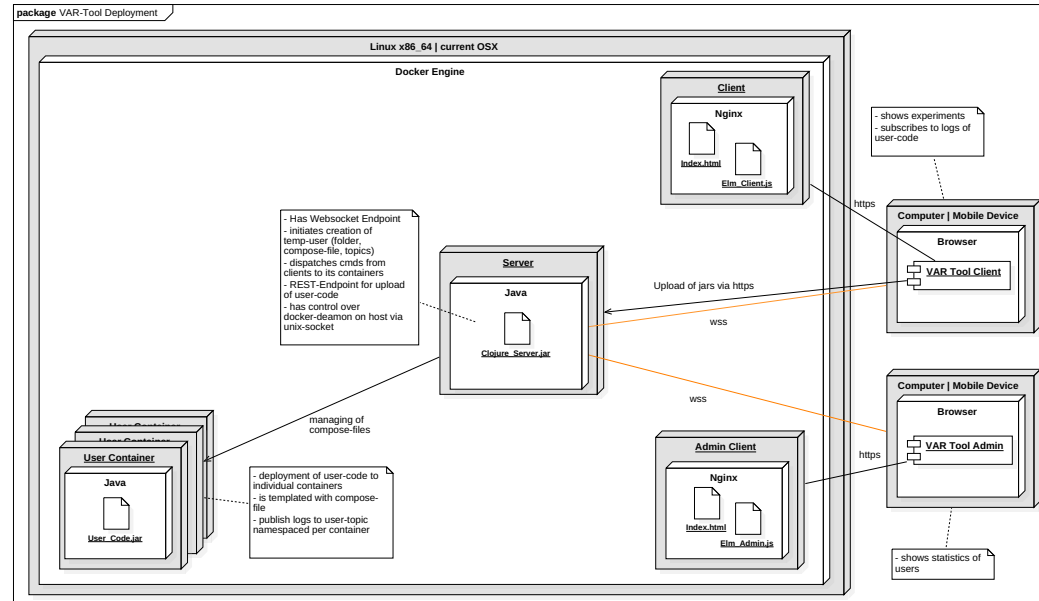 package VAR-Tool Deployment
Linux x86_64 | current OSX
Docker Engine
Client
Nginx
Index.html
Elm_Client.js
- shows experiments
- subscribes to logs of
user-code
https
Computer | Mobile Device
Browser
VAR Tool Client
- Has Websocket Endpoint
- initiates creation of
temp-user (folder,
compose-file, topics)
- dispatches cmds from
clients to its containers
- REST-Endpoint for upload
of user-code
- has control over
docker-deamon on host via
unix-socket
Server
Java
Clojure_Server.jar
Upload of jars via https
wss
wss
Computer | Mobile Device
Browser
VAR Tool Admin
https
managing of
compose-files
User Container
User Container
User Container
Java
User_Code.jar
- deployment of user-code to
individual containers
- is templated with compose-
file
- publish logs to user-topic
namespaced per container
Admin Client
Nginx
Index.html
Elm_Admin.js
- shows statistics of
users